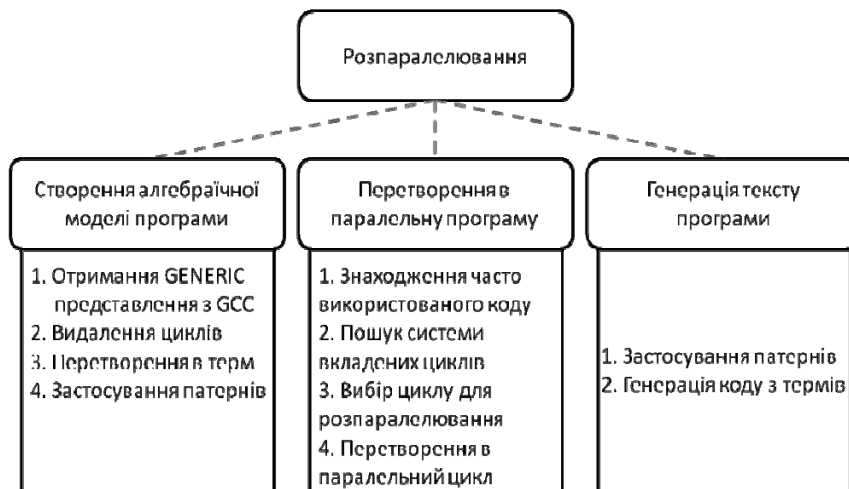 Розпаралелювання
Створення алгебраїчної
моделі програми
1. Отримання GENERIC
представлення з GCC
2. Видалення циклів
3. Перетворення в терм
4. Застосування патернів
Перетворення в
паралельну програму
1. Знаходження часто
використованого коду
2. Пошук системи
вкладених циклів
3. Вибір циклу для
розпаралелювання
4. Перетворення в
паралельний цикл
Генерація тексту
програми
1. Застосування патернів
2. Генерація коду з термів